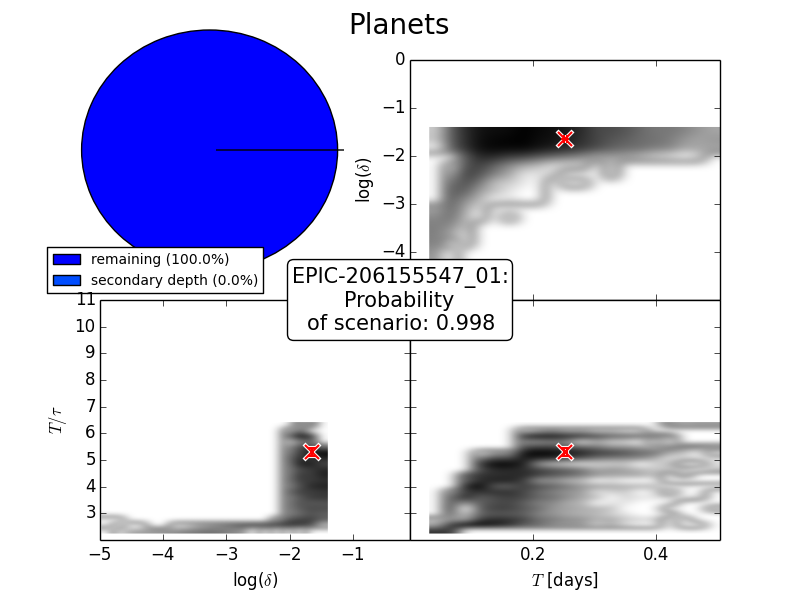 Planets
remaining (100.0%)
secondary depth (0.0%)
0
−1
−2
−3
−4
log(δ)
EPIC-206155547_01:
Probability
of scenario: 0.998
11
10
9
8
7
6
5
4
3
T/τ
−5
−4
−3
−2
−1
log(δ)
0.2
0.4
T [days]